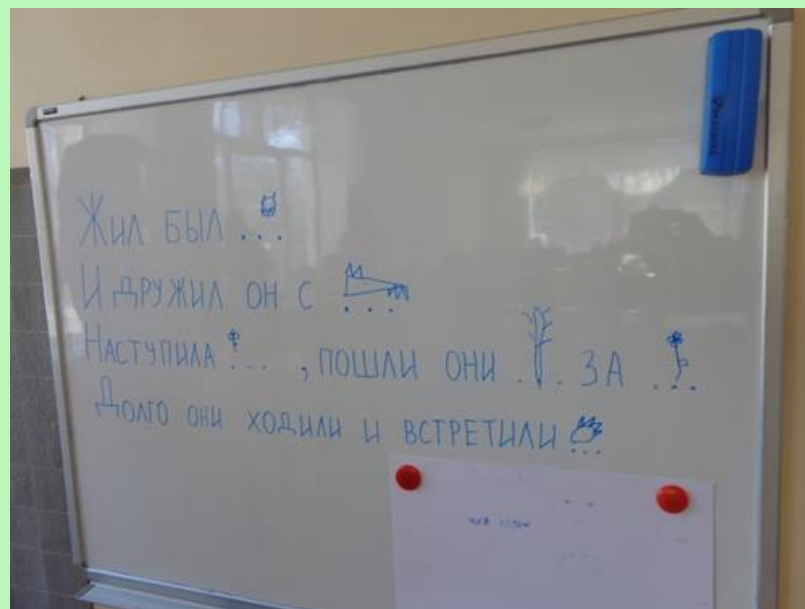 Жил был ...
И дружил он с ...
Наступила ... , пошли они ... за ...
Долго они ходили и встретили ...